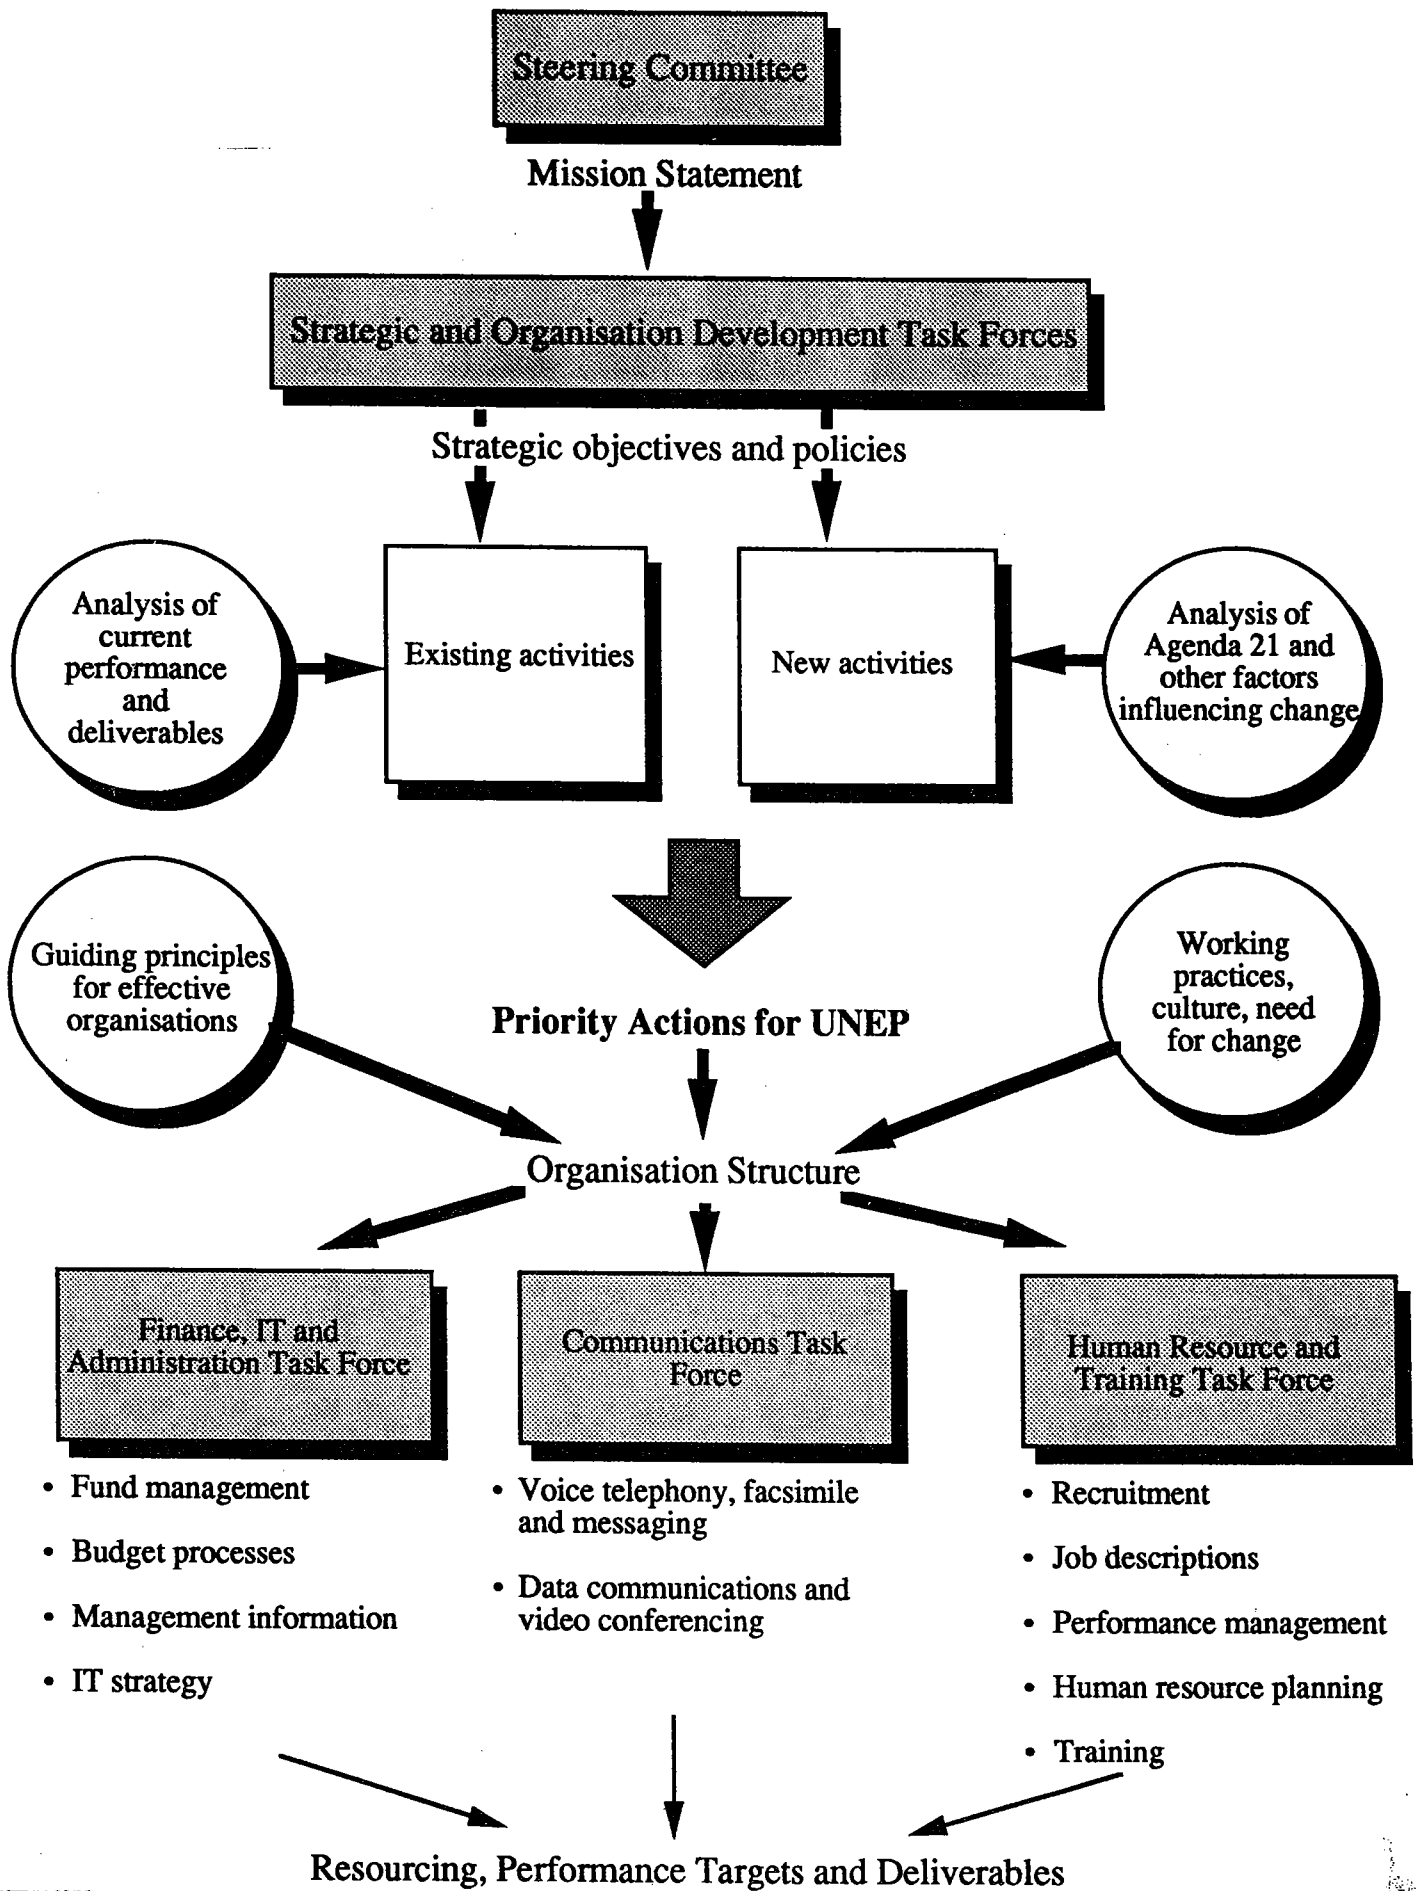 Steering Committee
Mission Statement
Strategic and Organisation Development Task Forces
Strategic objectives and policies
Analysis of
current
performance
and
deliverables
Existing activities
New activities
Analysis of
Agenda 21 and
other factors
influencing change
Guiding principles
for effective
organisations
Priority Actions for UNEP
Working
practices,
culture, need
for change
Organisation Structure
Finance, IT and
Administration Task Force
Communications Task
Force
Human Resource and
Training Task Force
• Fund management
• Budget processes
• Management information
• IT strategy
• Voice telephony, facsimile
and messaging
• Data communications and
video conferencing
• Recruitment
• Job descriptions
• Performance management
• Human resource planning
• Training
Resourcing, Performance Targets and Deliverables